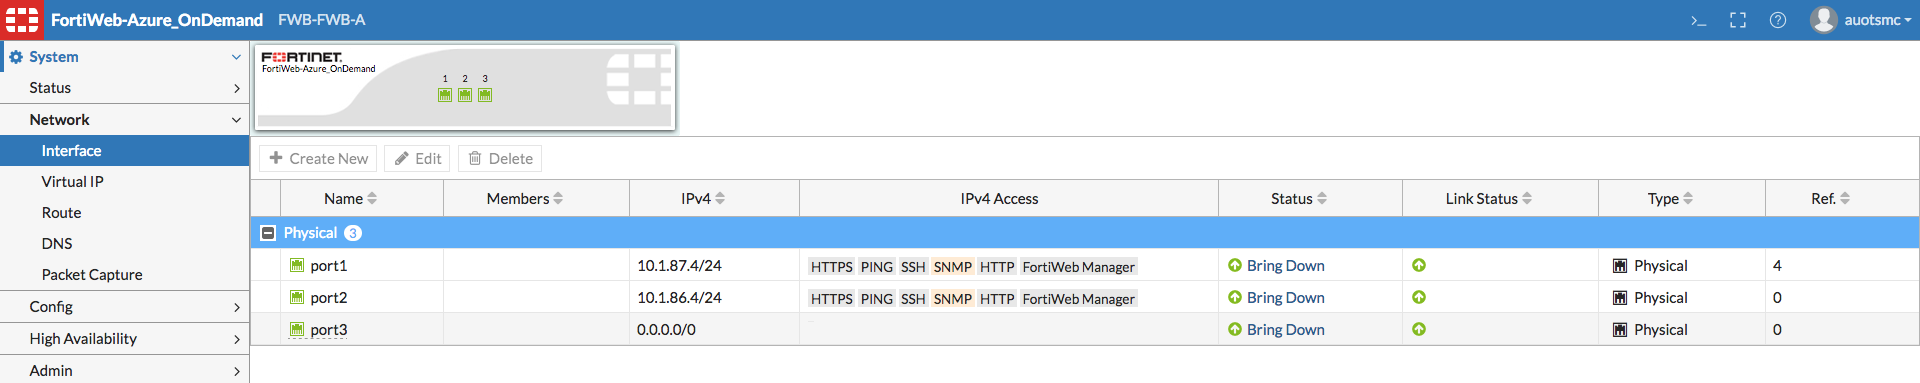 FortiWeb-Azure_OnDemand FWB-FWB-A >_ auotsmc
System
Status
Network
Interface
Virtual IP
Route
DNS
Packet Capture
Config
High Availability
Admin
FORTINET
FortiWeb-Azure_OnDemand
1 2 3
Create New Edit Delete
Name Members IPv4 IPv4 Access Status Link Status Type Ref.
Physical 3
port1 10.1.87.4/24 HTTPS PING SSH SNMP HTTP FortiWeb Manager Bring Down Physical 4
port2 10.1.86.4/24 HTTPS PING SSH SNMP HTTP FortiWeb Manager Bring Down Physical 0
port3 0.0.0.0/0 Bring Down Physical 0